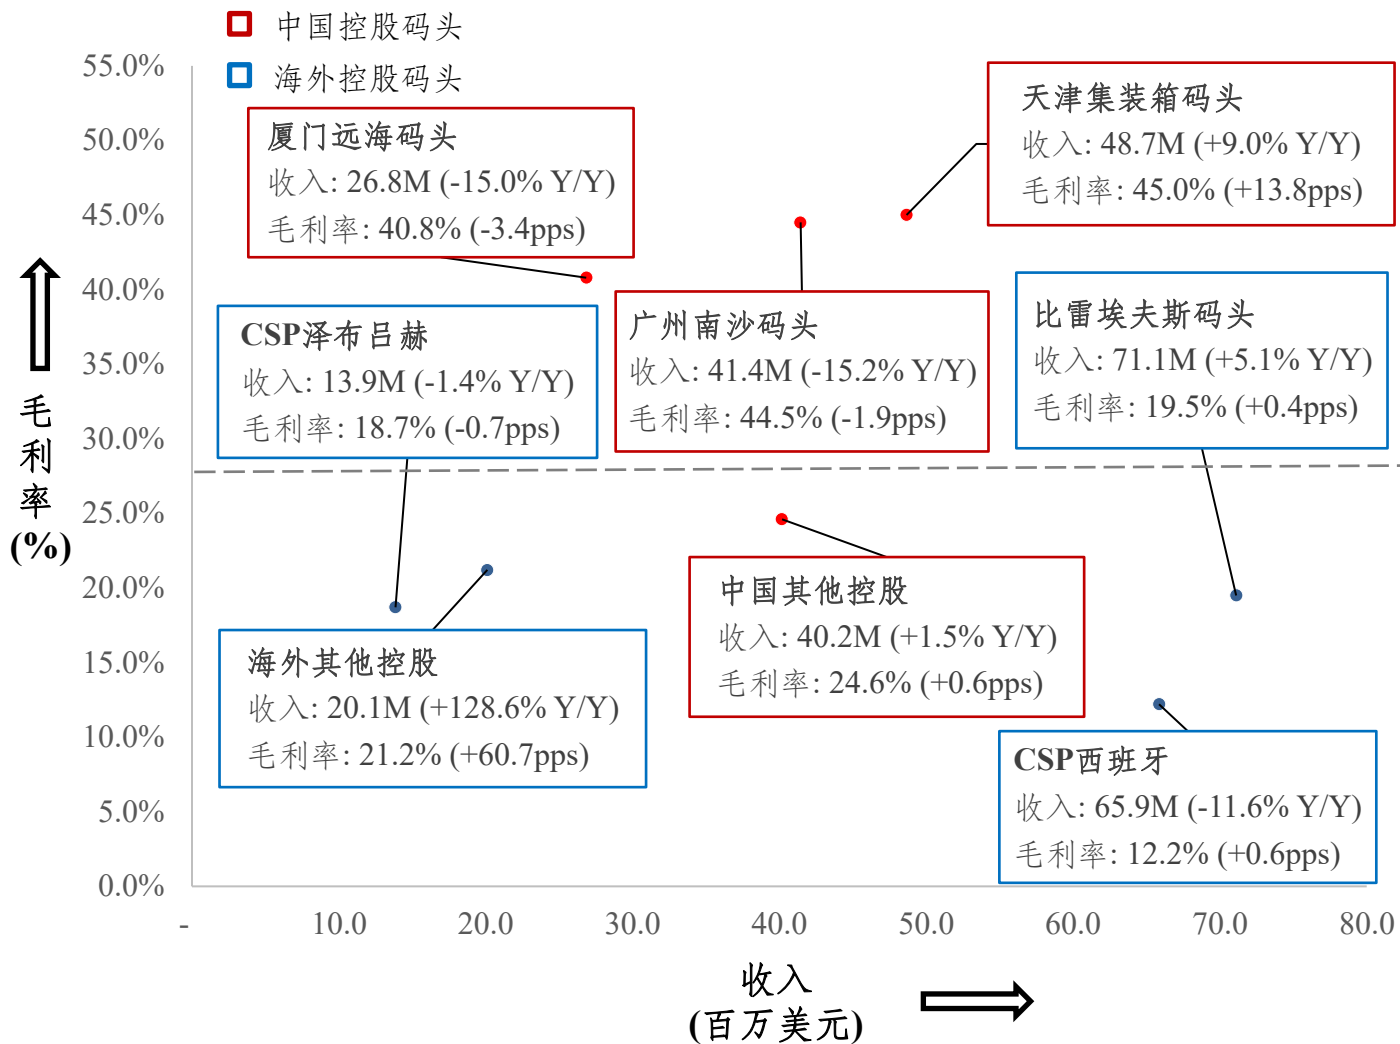 中国控股码头
海外控股码头
55.0%
50.0%
45.0%
40.0%
35.0%
30.0%
25.0%
20.0%
15.0%
10.0%
5.0%
0.0%
毛利率
(%)
厦门远海码头
收入: 26.8M (-15.0% Y/Y)
毛利率: 40.8% (-3.4pps)
天津集装箱码头
收入: 48.7M (+9.0% Y/Y)
毛利率: 45.0% (+13.8pps)
CSP泽布吕赫
收入: 13.9M (-1.4% Y/Y)
毛利率: 18.7% (-0.7pps)
广州南沙码头
收入: 41.4M (-15.2% Y/Y)
毛利率: 44.5% (-1.9pps)
比雷埃夫斯码头
收入: 71.1M (+5.1% Y/Y)
毛利率: 19.5% (+0.4pps)
海外其他控股
收入: 20.1M (+128.6% Y/Y)
毛利率: 21.2% (+60.7pps)
中国其他控股
收入: 40.2M (+1.5% Y/Y)
毛利率: 24.6% (+0.6pps)
CSP西班牙
收入: 65.9M (-11.6% Y/Y)
毛利率: 12.2% (+0.6pps)
- 10.0 20.0 30.0 40.0 50.0 60.0 70.0 80.0
收入
(百万美元)